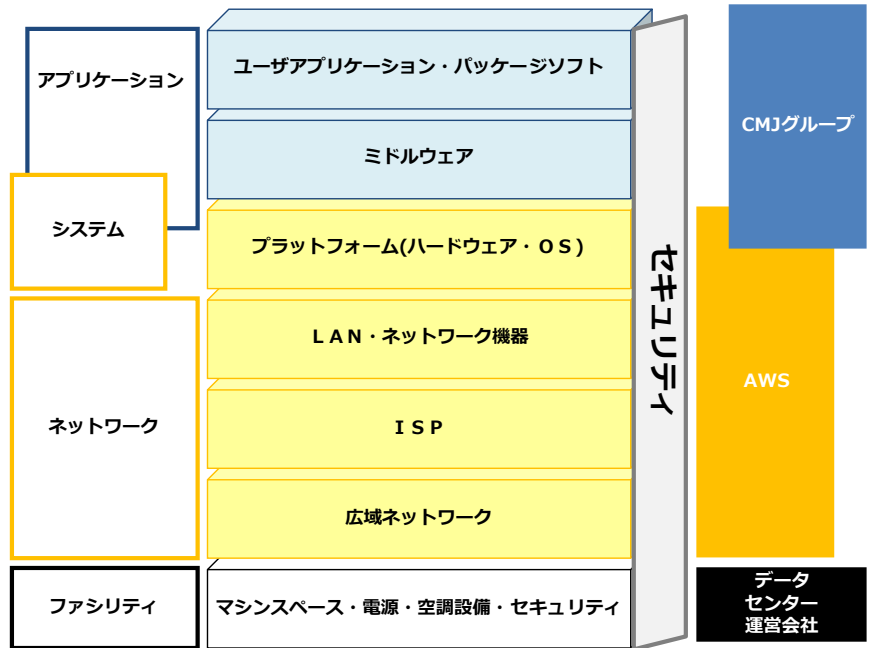 アプリケーション
システム
ネットワーク
ファシリティ
ユーザアプリケーション・パッケージソフト
ミドルウェア
プラットフォーム(ハードウェア・ＯＳ)
ＬＡＮ・ネットワーク機器
ＩＳＰ
広域ネットワーク
マシンスペース・電源・空調設備・セキュリティ
セキュリティ
CMJグループ
AWS
データ
センター
運営会社